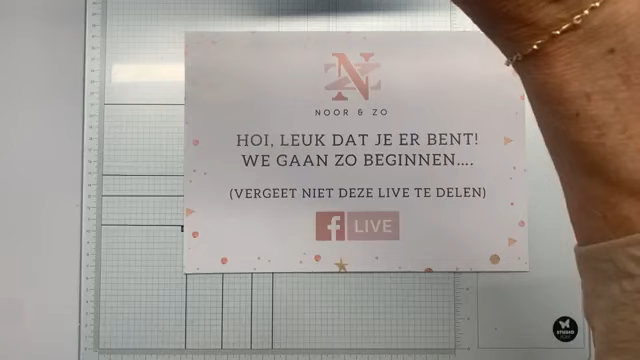 NZ
NOOR & ZO
HOI, LEUK DAT JE ER BENT!
WE GAAN ZO BEGINNEN....
(VERGEET NIET DEZE LIVE TE DELEN)
f LIVE